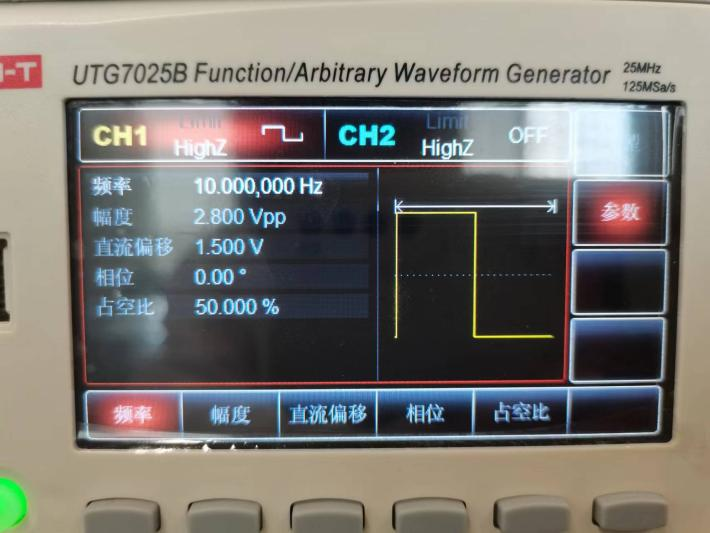 I-T
UTG7025B Function/Arbitrary Waveform Generator
25MHz
125MSa/s
CH1
Limit
HighZ
CH2
Limit
HighZ
OFF
频率 10.000,000 Hz
幅度 2.800 Vpp
直流偏移 1.500 V
相位 0.00 °
占空比 50.000 %
参数
频率 幅度 直流偏移 相位 占空比